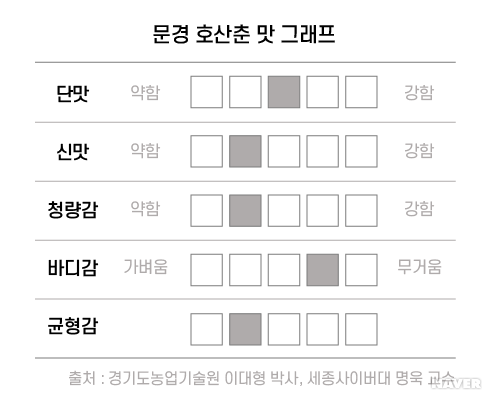 문경 호산춘 맛 그래프
단맛 약함 강함
신맛 약함 강함
청량감 약함 강함
바디감 가벼움 무거움
균형감
출처 : 경기도농업기술원 이대형 박사, 세종사이버대 명욱 교수
NAVER